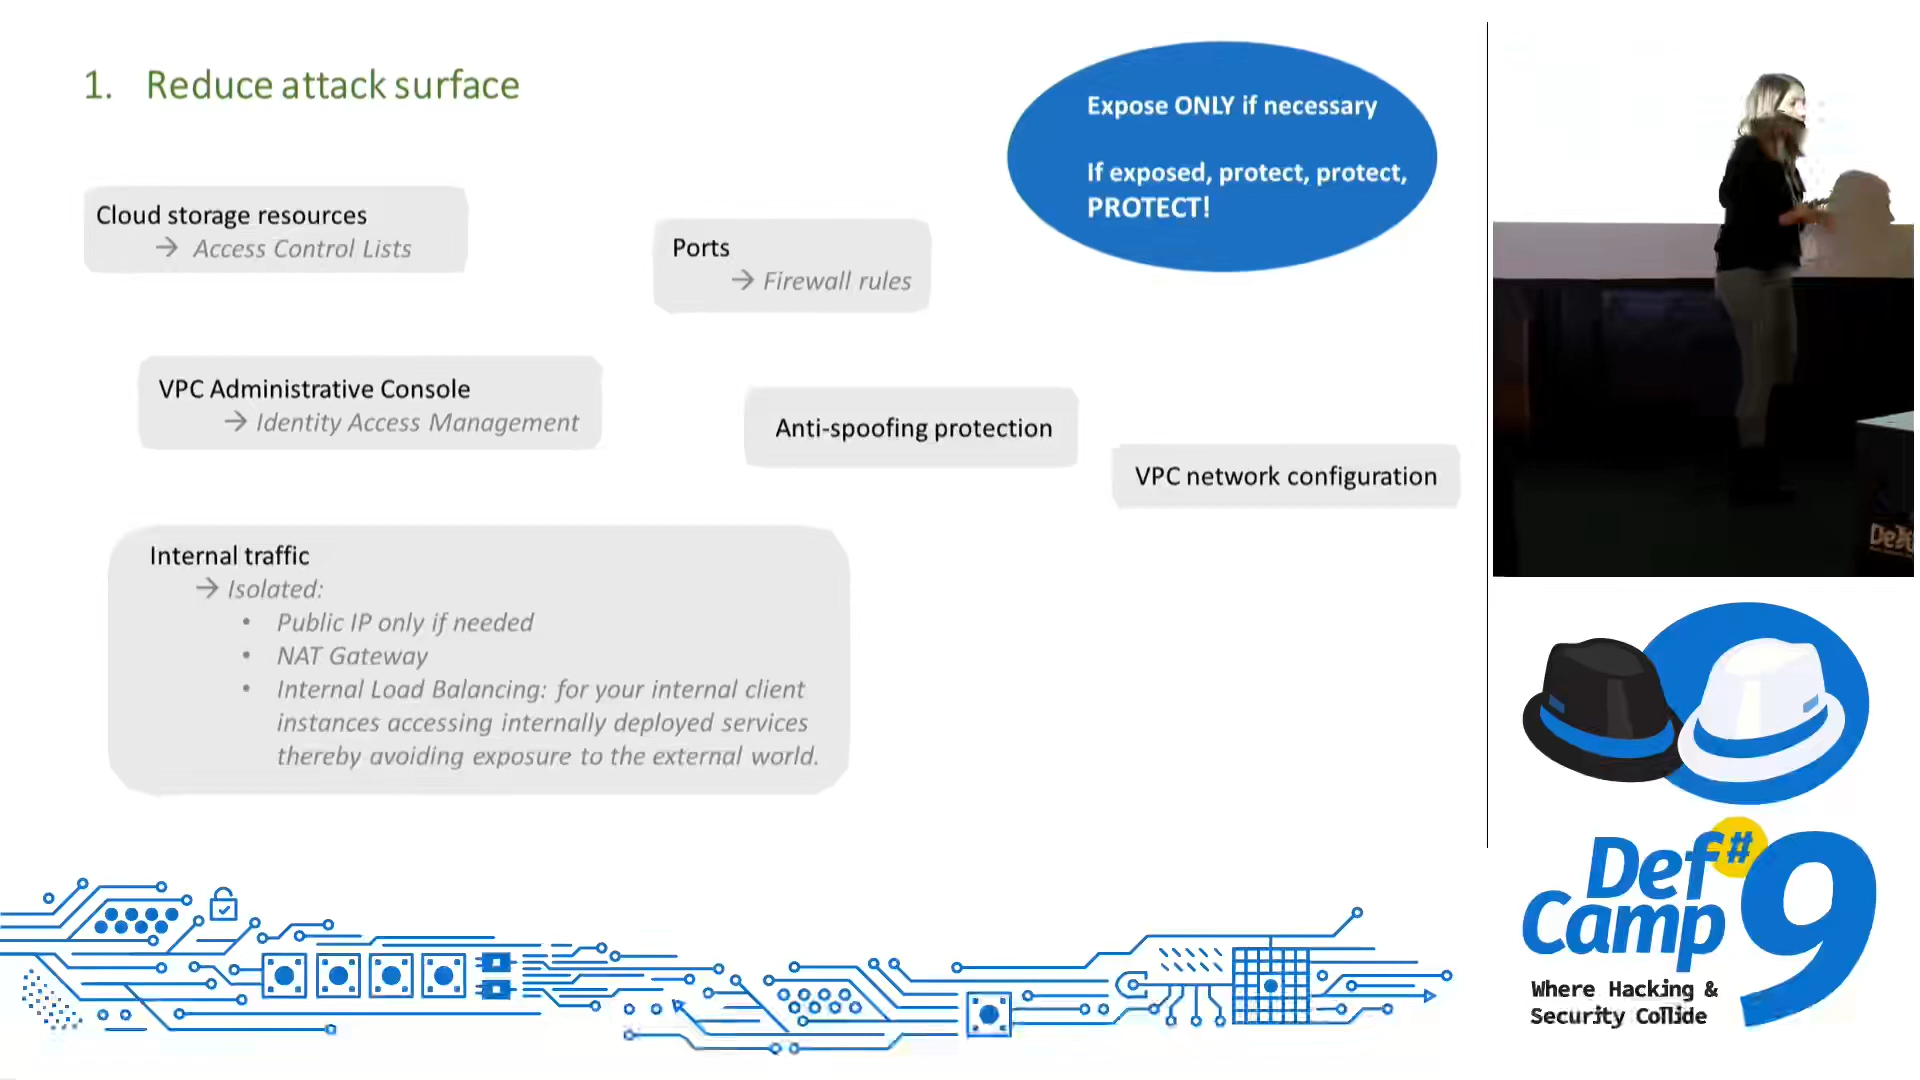 1. Reduce attack surface
Expose ONLY if necessary
If exposed, protect, protect,
PROTECT!
Cloud storage resources
→ Access Control Lists
Ports
→ Firewall rules
VPC Administrative Console
→ Identity Access Management
Anti-spoofing protection
VPC network configuration
Internal traffic
→ Isolated:
• Public IP only if needed
• NAT Gateway
• Internal Load Balancing: for your internal client
instances accessing internally deployed services
thereby avoiding exposure to the external world.
Def
Camp
#9
Where Hacking &
Security Collide